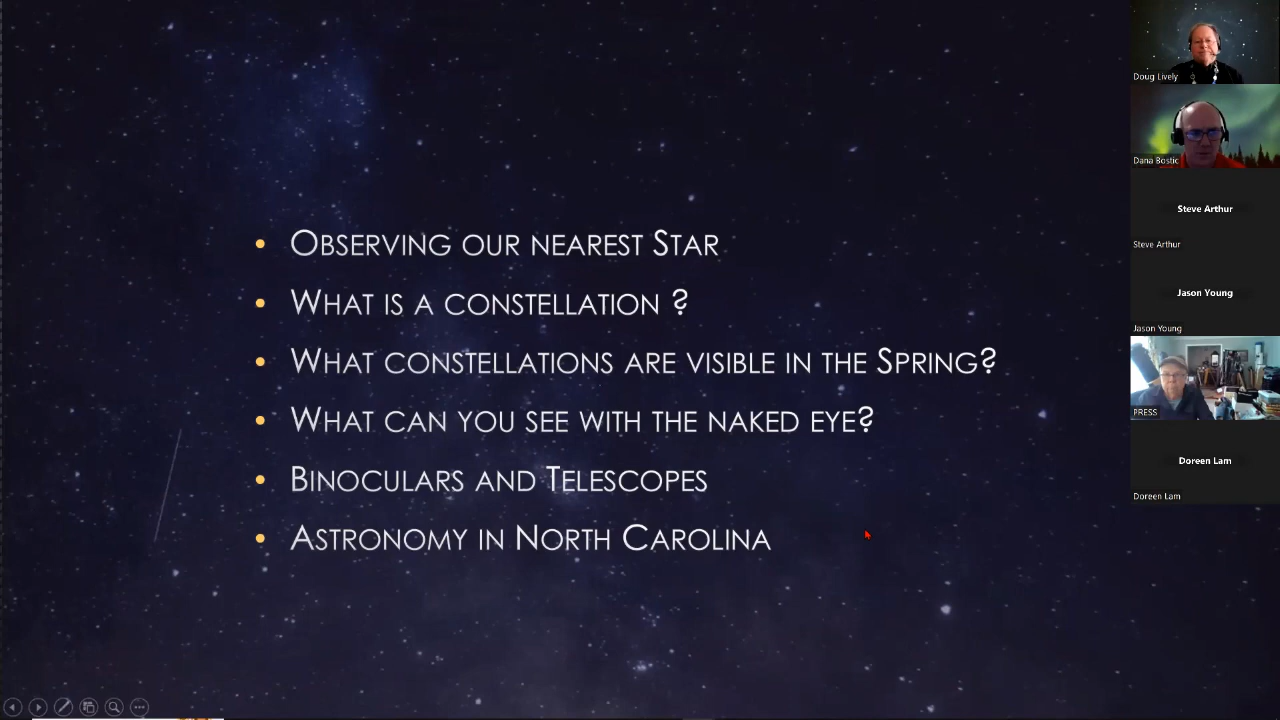 Observing our nearest Star
What is a constellation ?
What constellations are visible in the Spring?
What can you see with the naked eye?
Binoculars and Telescopes
Astronomy in North Carolina
Doug Lively
Dana Bostic
Steve Arthur
Steve Arthur
Jason Young
Jason Young
PRESS
Doreen Lam
Doreen Lam